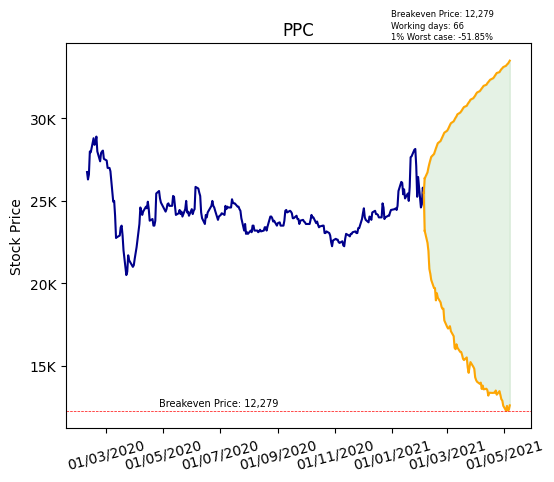 Breakeven Price: 12,279
Working days: 66
1% Worst case: -51.85%
PPC
Stock Price
30K
25K
20K
15K
Breakeven Price: 12,279
01/03/2020
01/05/2020
01/07/2020
01/09/2020
01/11/2020
01/01/2021
01/03/2021
01/05/2021